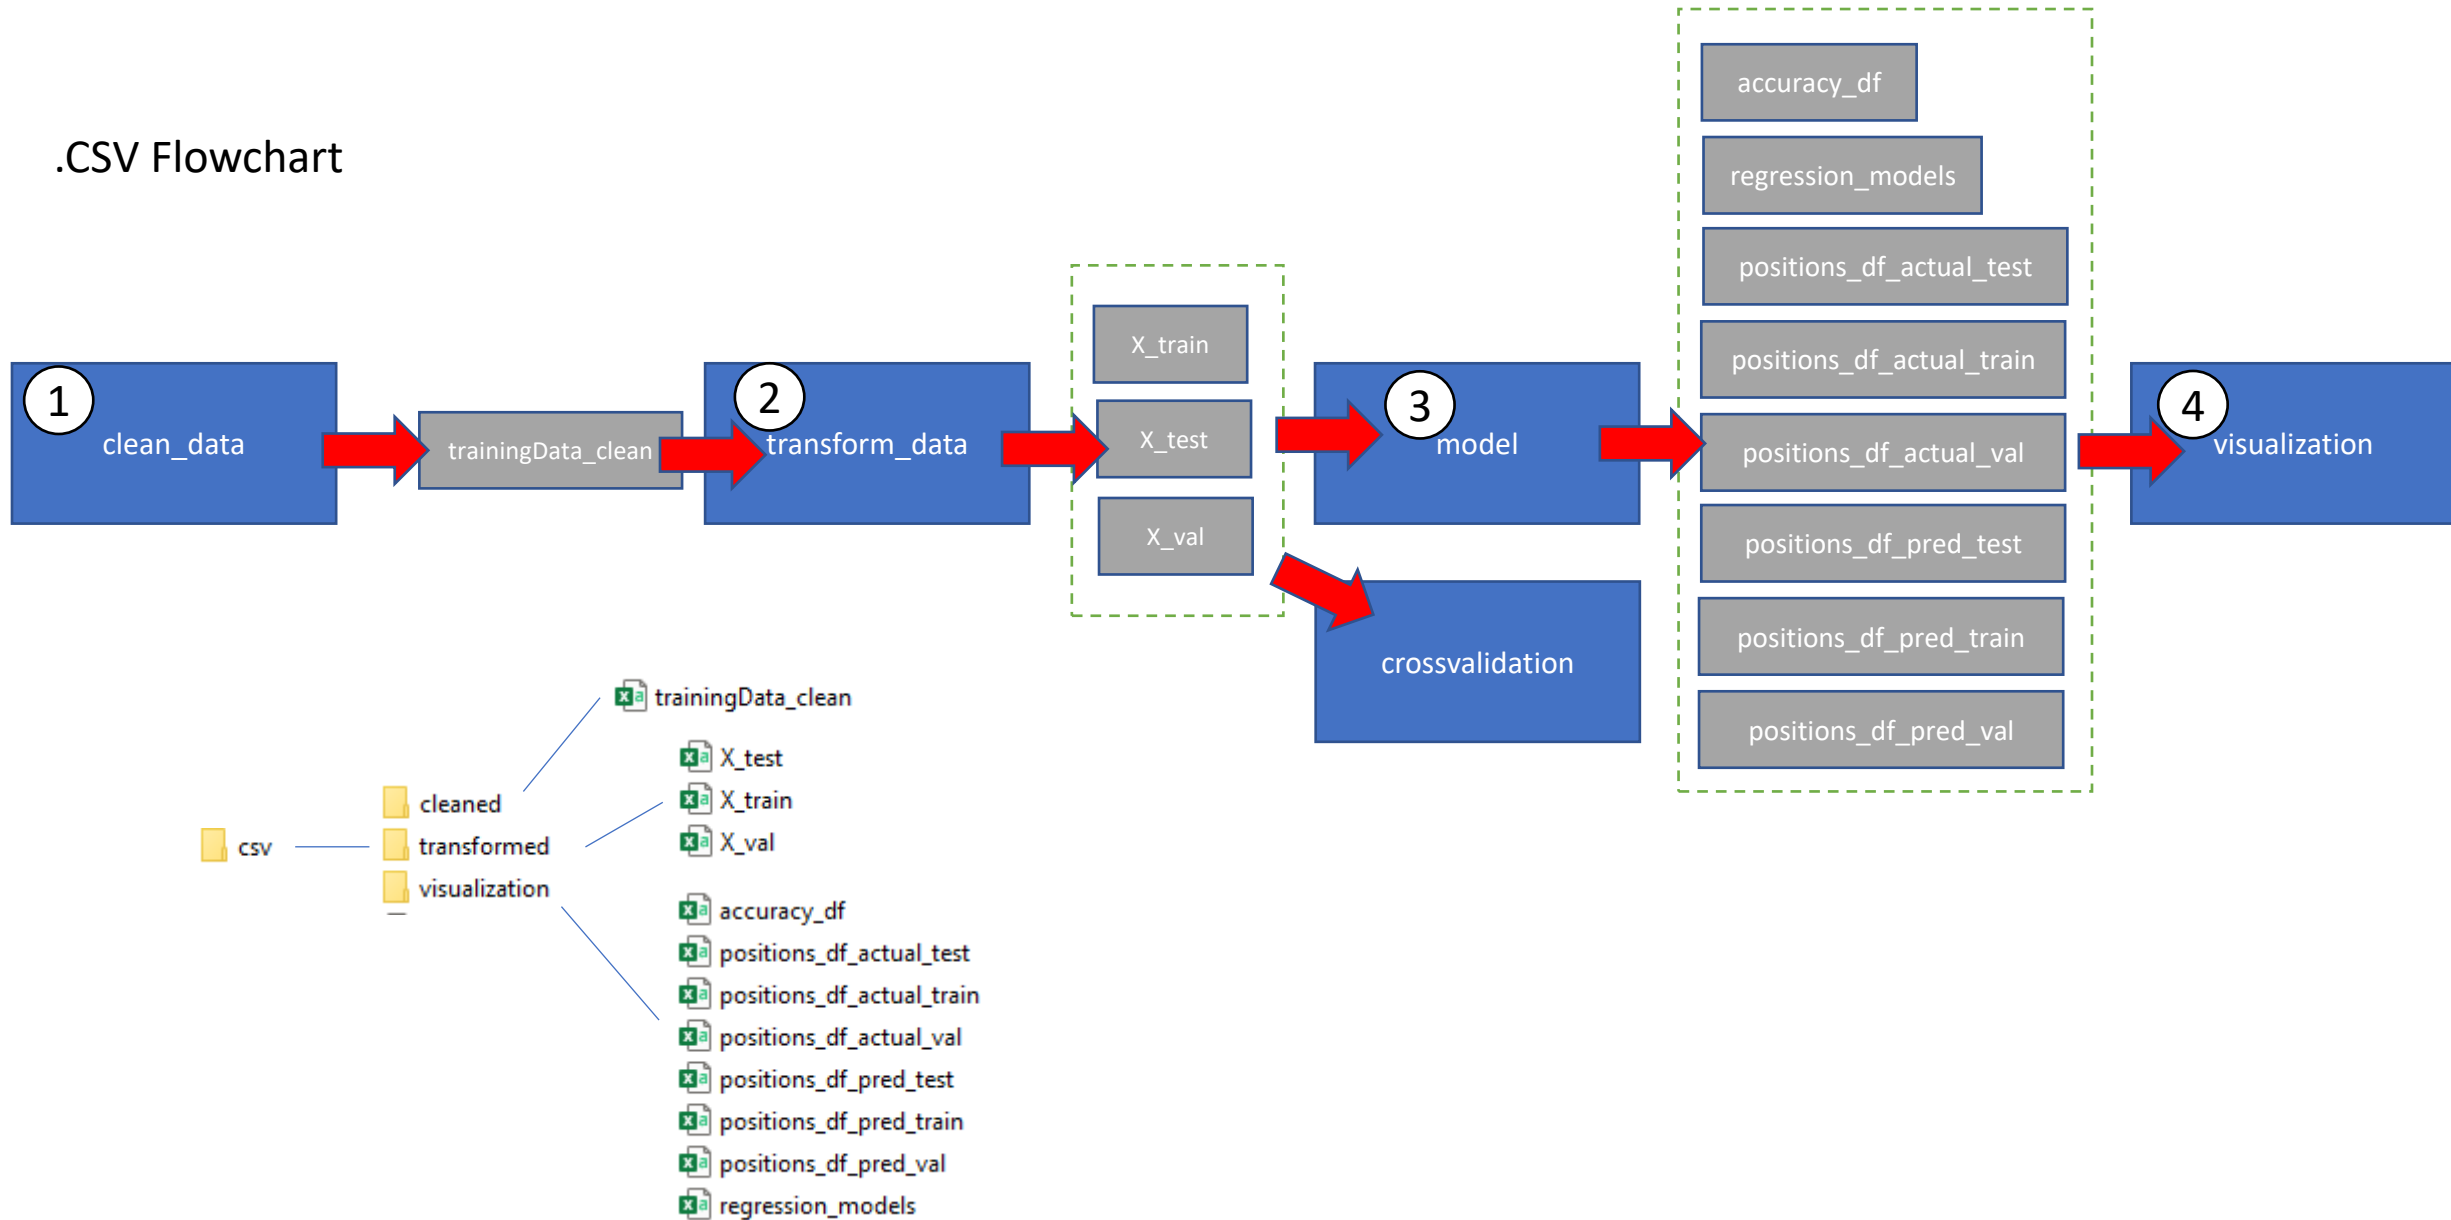 .CSV Flowchart
1
clean_data
trainingData_clean
2
transform_data
X_train
X_test
X_val
3
model
crossvalidation
accuracy_df
regression_models
positions_df_actual_test
positions_df_actual_train
positions_df_actual_val
positions_df_pred_test
positions_df_pred_train
positions_df_pred_val
4
visualization
csv
cleaned
transformed
visualization
trainingData_clean
X_test
X_train
X_val
accuracy_df
positions_df_actual_test
positions_df_actual_train
positions_df_actual_val
positions_df_pred_test
positions_df_pred_train
positions_df_pred_val
regression_models